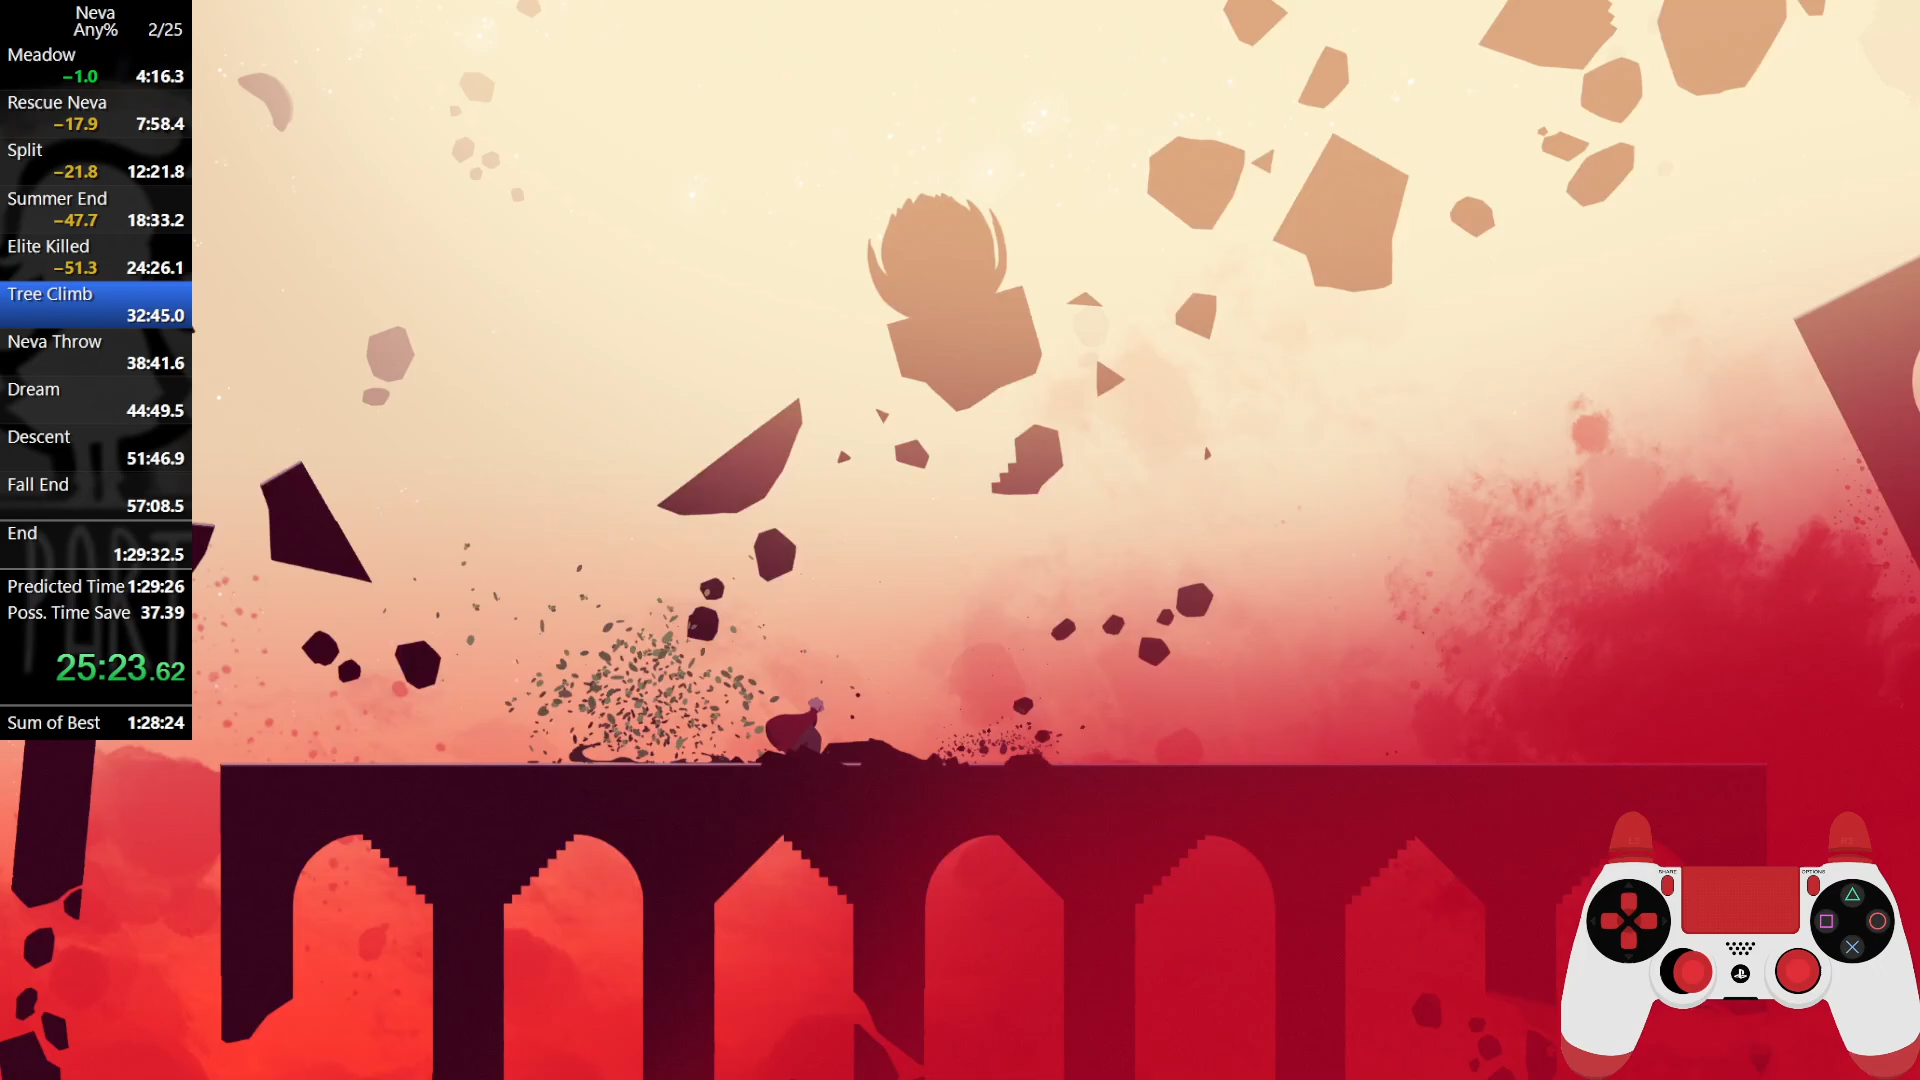 Neva
Any% 2/25
Meadow
−1.0 4:16.3
Rescue Neva
−17.9 7:58.4
Split
−21.8 12:21.8
Summer End
−47.7 18:33.2
Elite Killed
−51.3 24:26.1
Tree Climb
32:45.0
Neva Throw
38:41.6
Dream
44:49.5
Descent
51:46.9
Fall End
57:08.5
End
1:29:32.5
Predicted Time 1:29:26
Poss. Time Save 37.39
25:23.62
Sum of Best 1:28:24
SHARE
OPTIONS